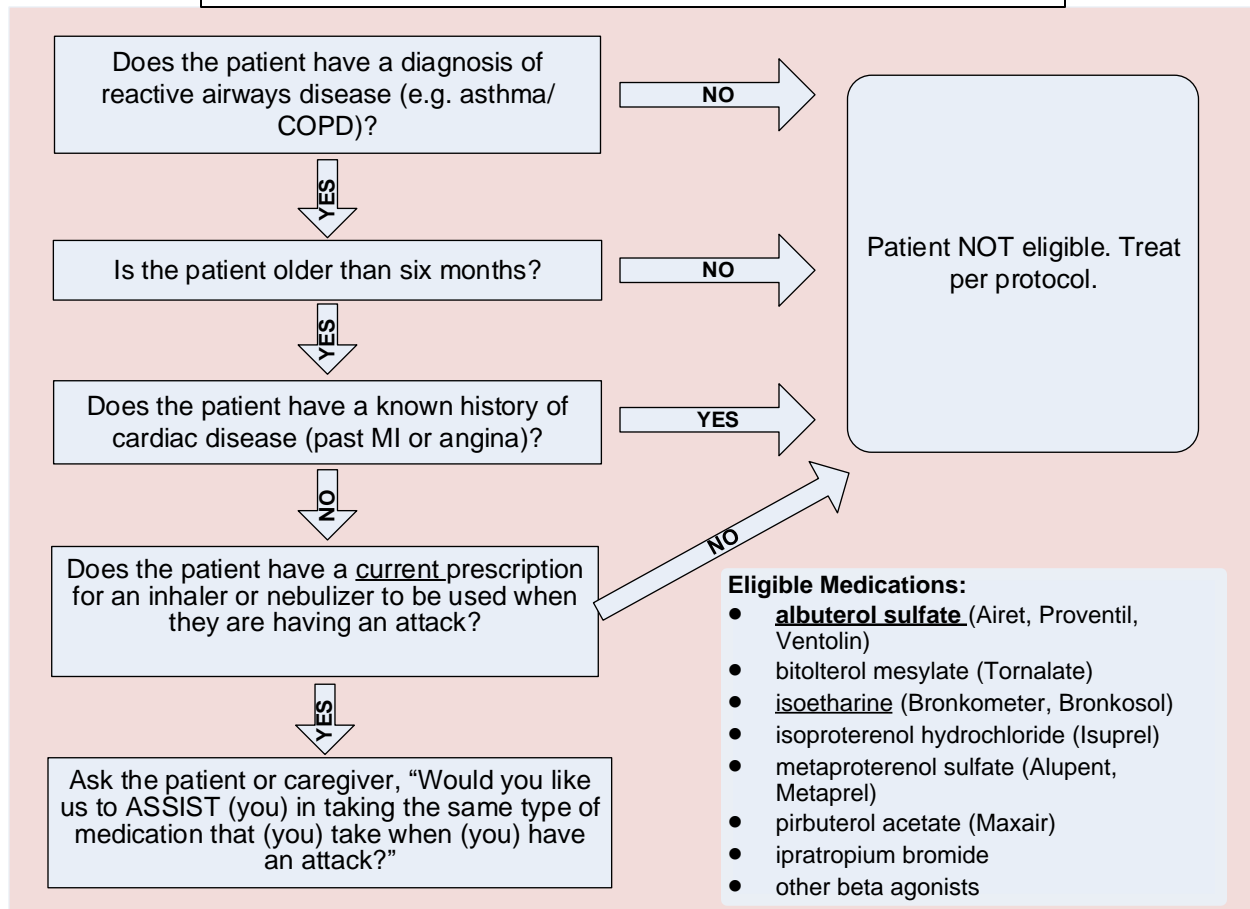 Does the patient have a diagnosis of
reactive airways disease (e.g. asthma/
COPD)?
NO
YES
Is the patient older than six months?
NO
YES
Does the patient have a known history of
cardiac disease (past MI or angina)?
YES
NO
Does the patient have a current prescription
for an inhaler or nebulizer to be used when
they are having an attack?
NO
YES
Ask the patient or caregiver, “Would you like
us to ASSIST (you) in taking the same type of
medication that (you) take when (you) have
an attack?”
Patient NOT eligible. Treat
per protocol.
Eligible Medications:
● albuterol sulfate (Airet, Proventil,
Ventolin)
● bitolterol mesylate (Tornalate)
● isoetharine (Bronkometer, Bronkosol)
● isoproterenol hydrochloride (Isuprel)
● metaproterenol sulfate (Alupent,
Metaprel)
● pirbuterol acetate (Maxair)
● ipratropium bromide
● other beta agonists